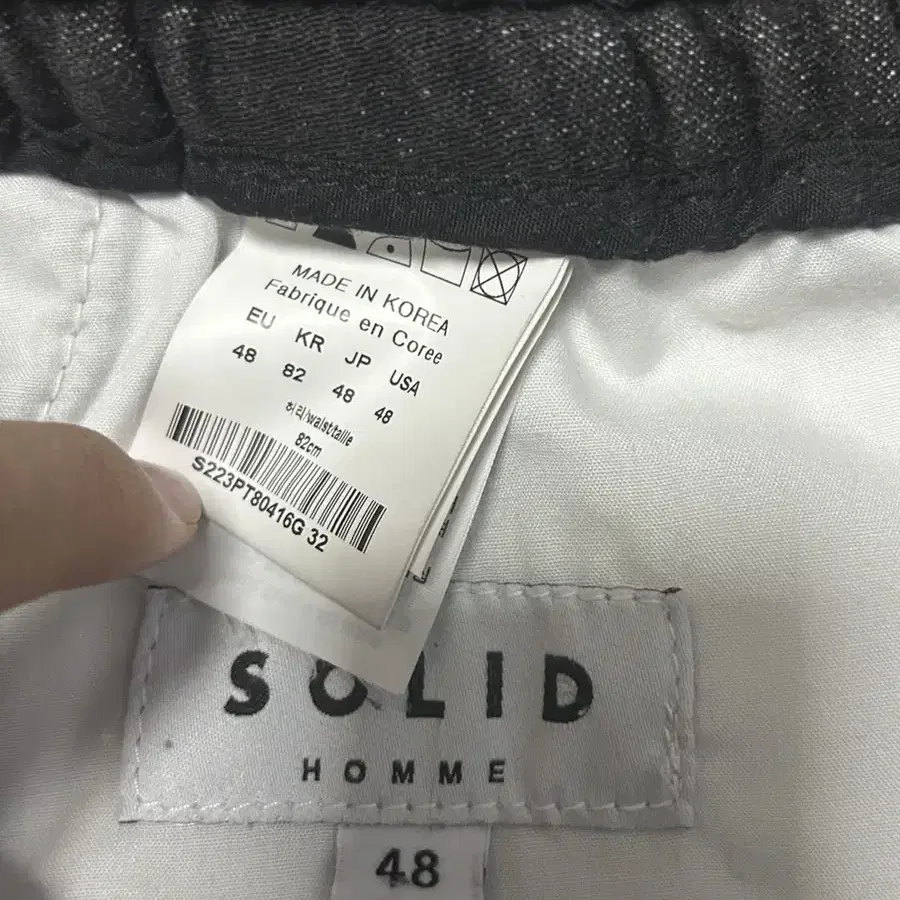 MADE IN KOREA
Fabrique en Coree
EU KR JP USA
48 82 48 48
허리/waist/taille
82cm
S223PT80416G 32
SOLID
HOMME
48